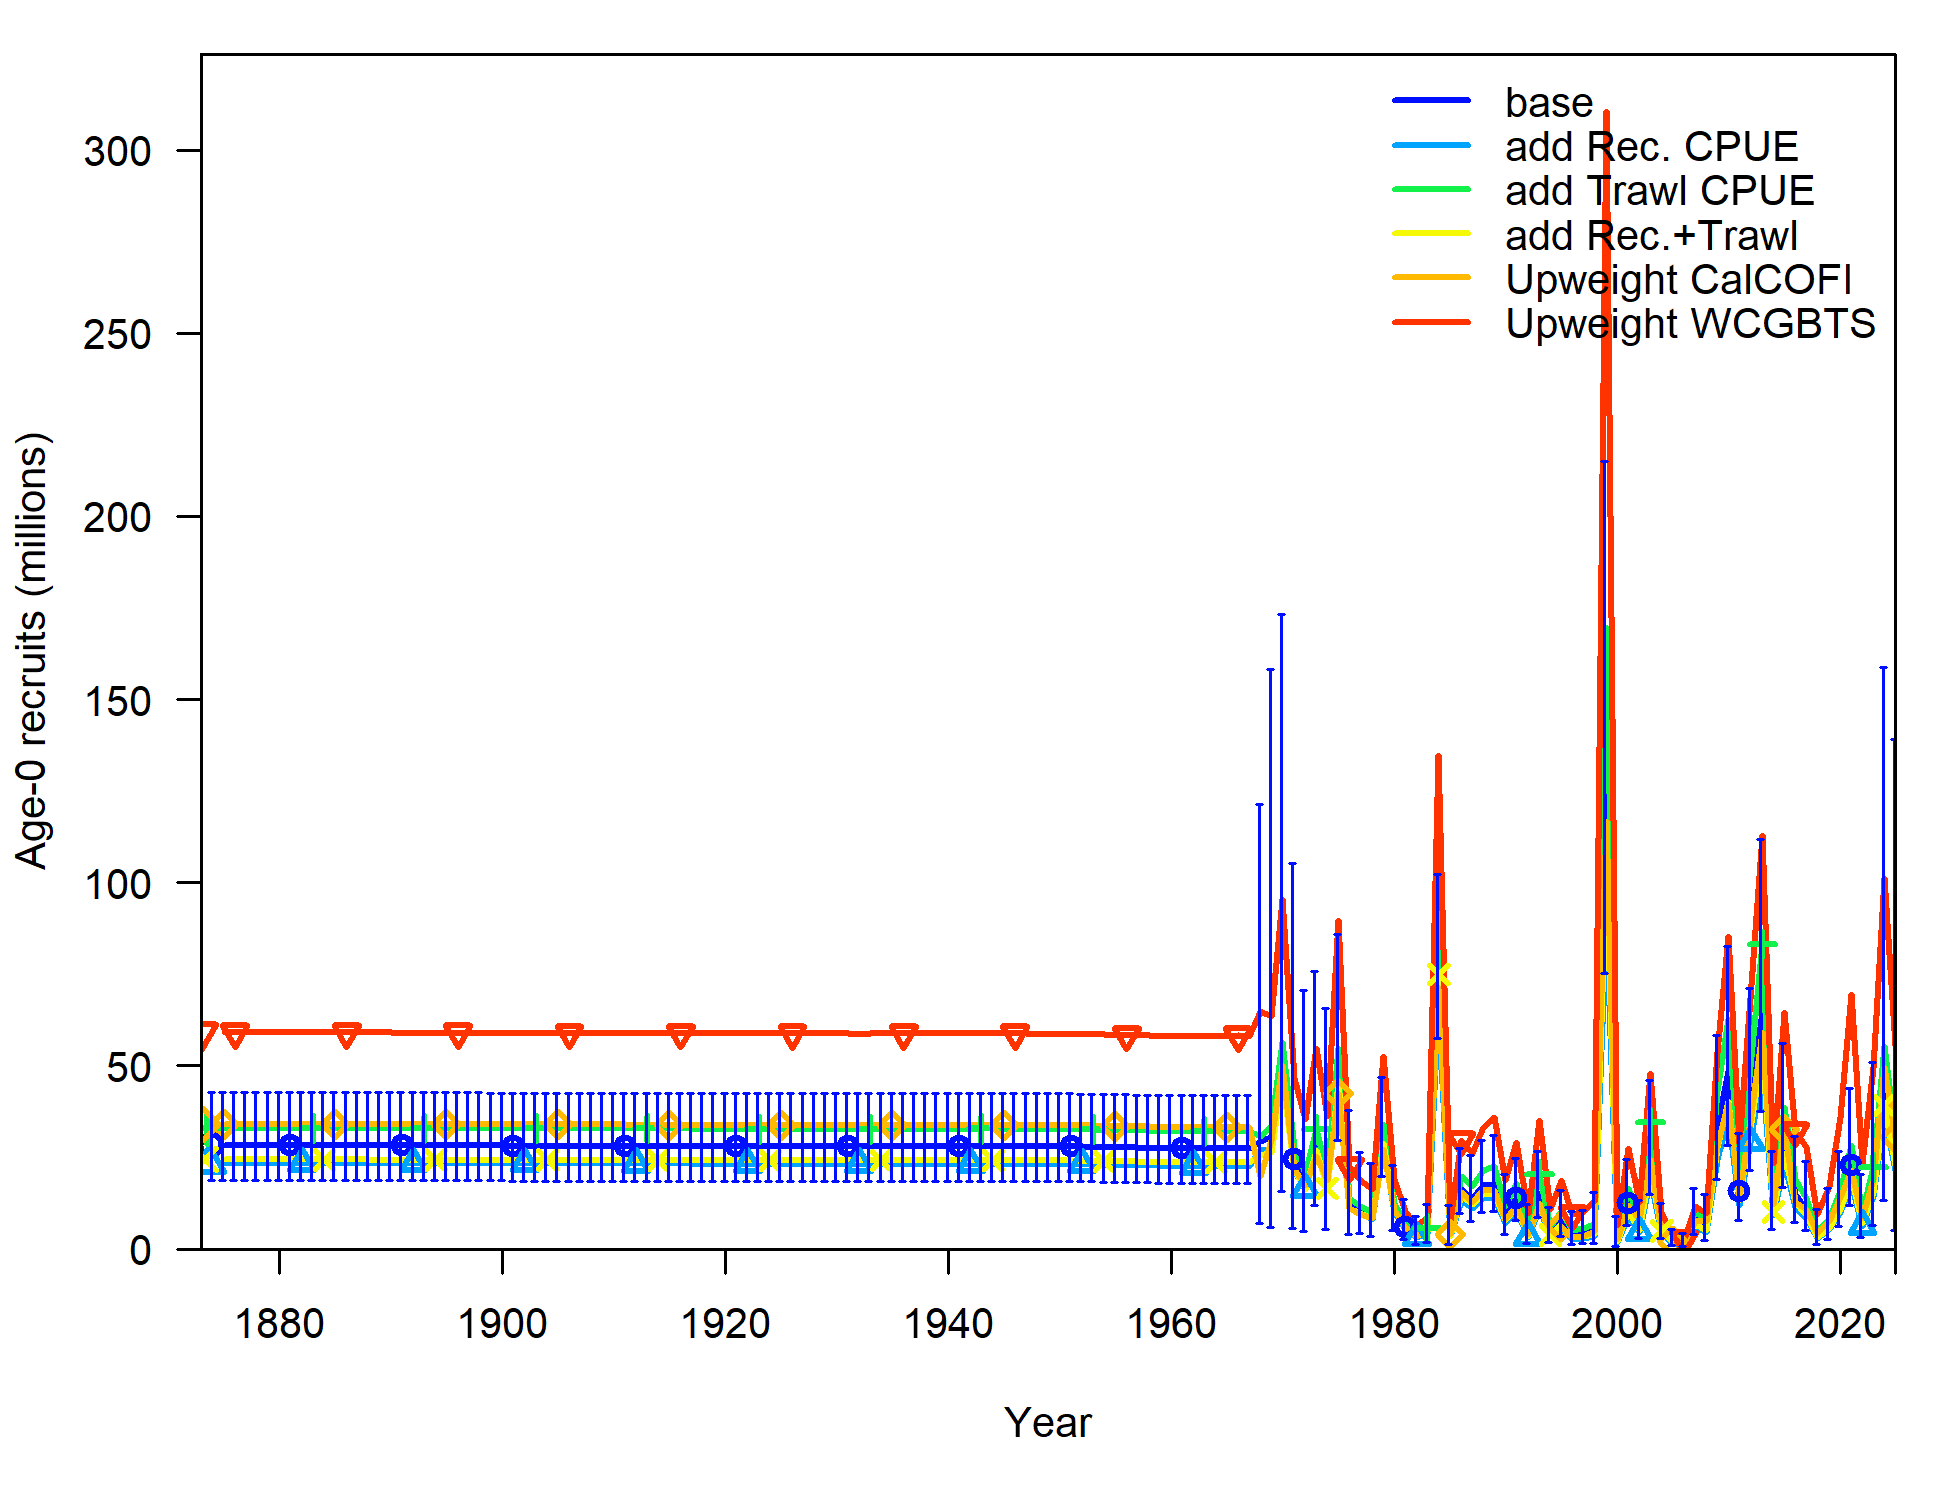 base
add Rec. CPUE
add Trawl CPUE
add Rec.+Trawl
Upweight CalCOFI
Upweight WCGBTS
300
250
200
150
100
50
0
Age-0 recruits (millions)
1880 1900 1920 1940 1960 1980 2000 2020
Year